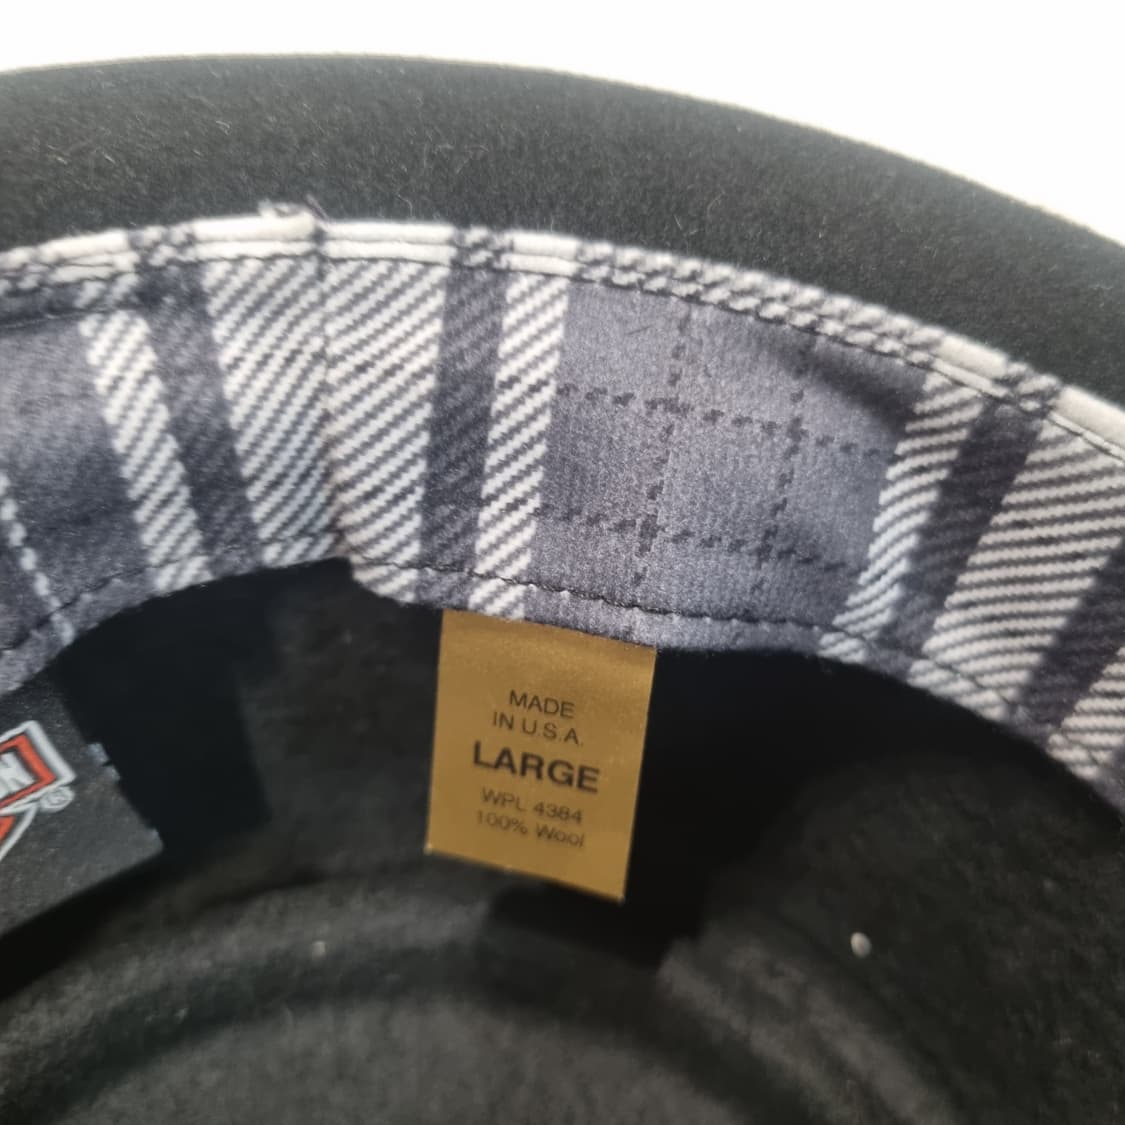 MADE
IN U.S.A.
LARGE
WPL 4384
100% Wool
®